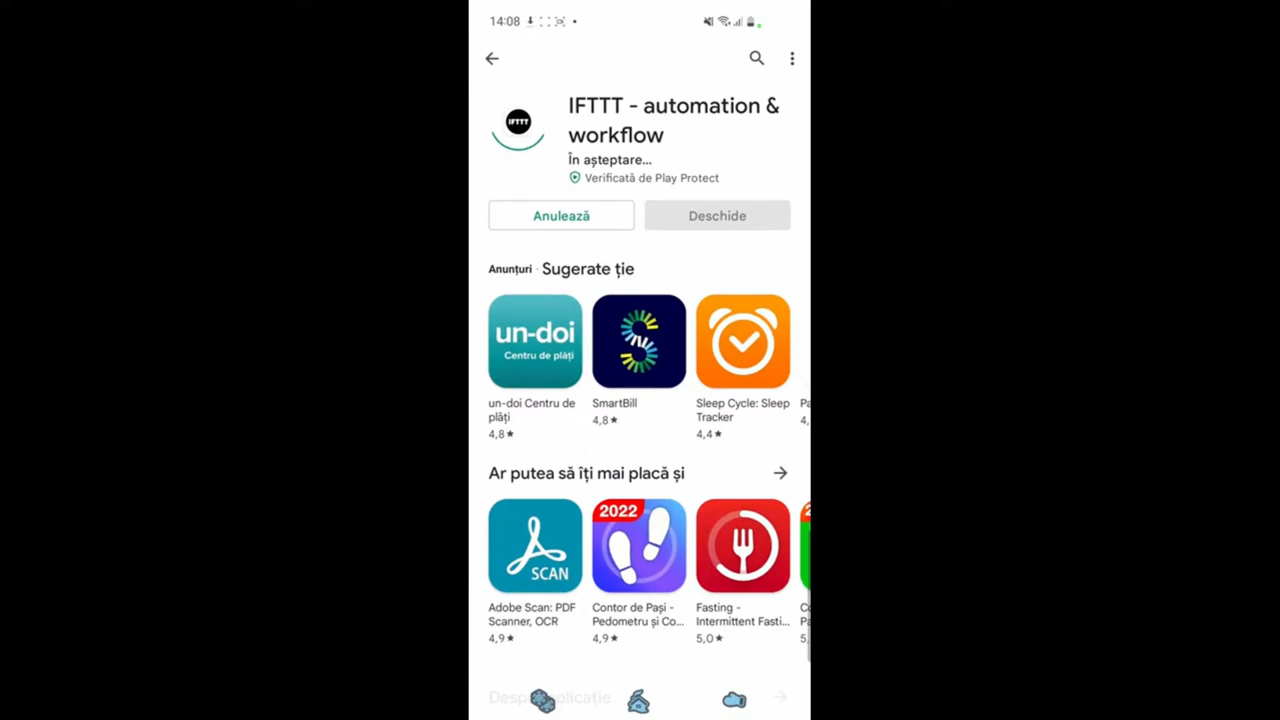 14:08
IFTTT
IFTTT - automation &
workflow
În așteptare...
Verificată de Play Protect
Anulează
Deschide
Anunțuri · Sugerate ție
un-doi
Centru de plăți
un-doi Centru de
plăți
4,8★
SmartBill
4,8★
Sleep Cycle: Sleep
Tracker
4,4★
Ar putea să îți mai placă și
SCAN
Adobe Scan: PDF
Scanner, OCR
4,9★
2022
Contor de Pași -
Pedometru și Co...
4,9★
Fasting -
Intermittent Fasti...
5,0★